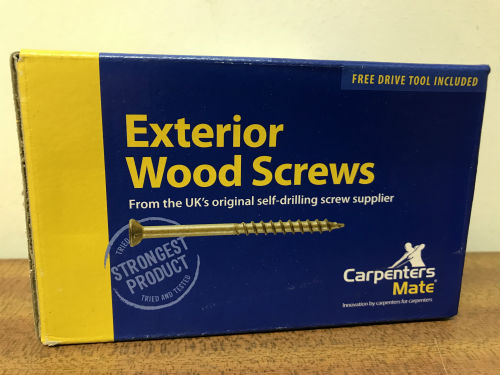 FREE DRIVE TOOL INCLUDED
Exterior
Wood Screws
From the UK's original self-drilling screw supplier
TRIED
STRONGEST
PRODUCT
TRIED AND TESTED
Carpenters
Mate®
Innovation by carpenters for carpenters